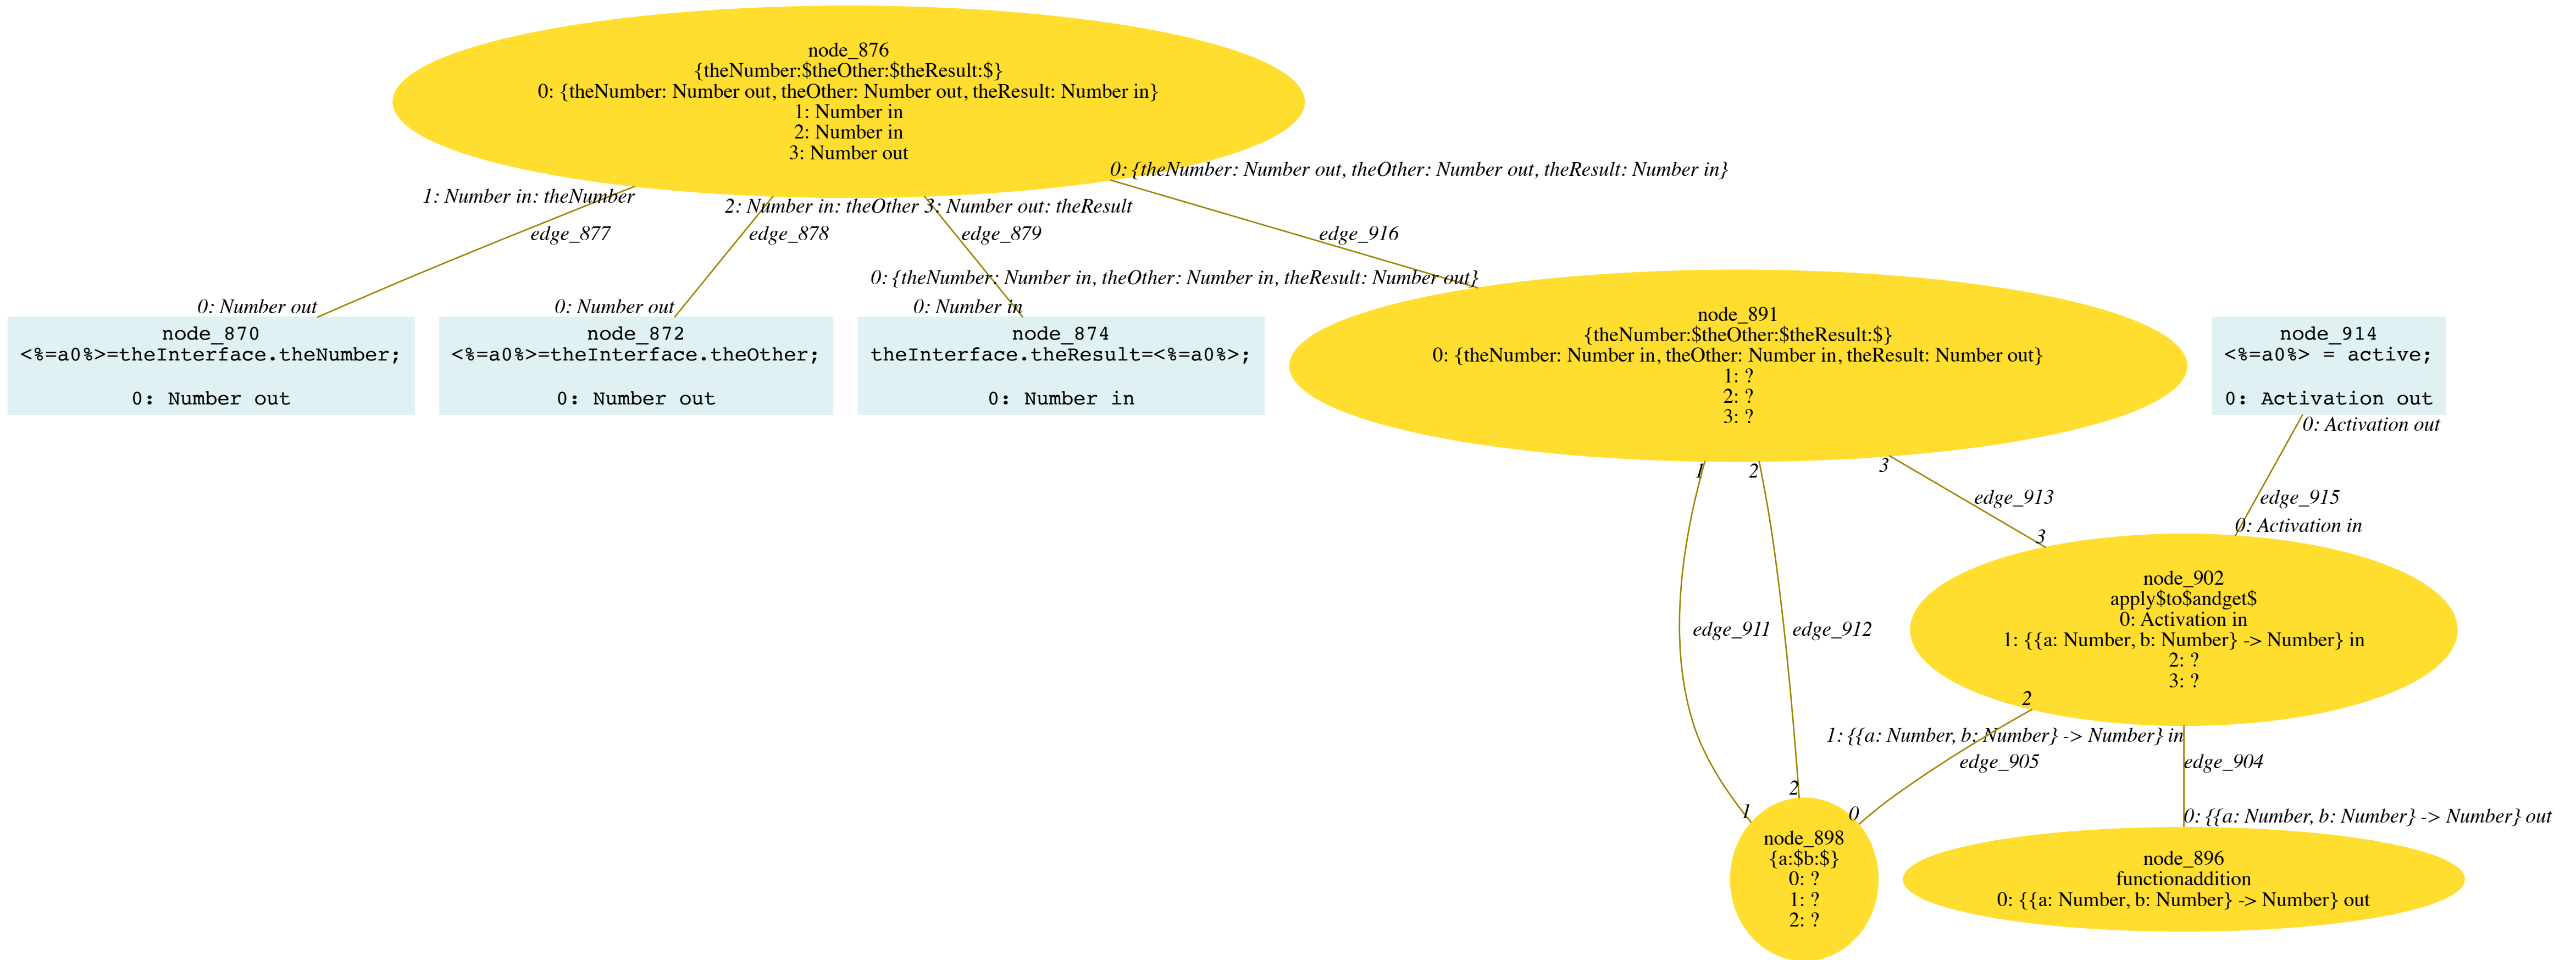 node_876
{theNumber:$theOther:$theResult:$}
0: {theNumber: Number out, theOther: Number out, theResult: Number in}
1: Number in
2: Number in
3: Number out
0: {theNumber: Number out, theOther: Number out, theResult: Number in}
1: Number in: theNumber
2: Number in: theOther
3: Number out: theResult
edge_877
edge_878
edge_879
edge_916
0: {theNumber: Number in, theOther: Number in, theResult: Number out}
0: Number out
0: Number out
0: Number in
node_870
<%=a0%>=theInterface.theNumber;
0: Number out
node_872
<%=a0%>=theInterface.theOther;
0: Number out
node_874
theInterface.theResult=<%=a0%>;
0: Number in
node_891
{theNumber:$theOther:$theResult:$}
0: {theNumber: Number in, theOther: Number in, theResult: Number out}
1: ?
2: ?
3: ?
node_914
<%=a0%> = active;
0: Activation out
0: Activation out
1
2
3
edge_913
edge_915
0: Activation in
3
node_902
apply$to$andget$
0: Activation in
1: {{a: Number, b: Number} -> Number} in
2: ?
3: ?
edge_911
edge_912
2
1: {{a: Number, b: Number} -> Number} in
edge_905
edge_904
2
1
0
0: {{a: Number, b: Number} -> Number} out
node_898
{a:$b:$}
0: ?
1: ?
2: ?
node_896
functionaddition
0: {{a: Number, b: Number} -> Number} out